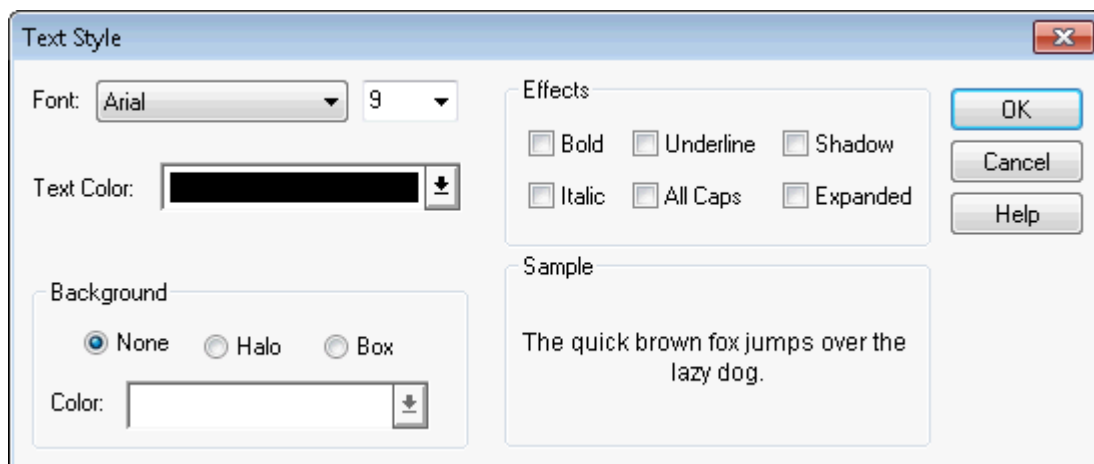 Text Style
Font: Arial 9
Text Color:
Background
None Halo Box
Color:
Effects
Bold Underline Shadow
Italic All Caps Expanded
Sample
The quick brown fox jumps over the
lazy dog.
OK
Cancel
Help